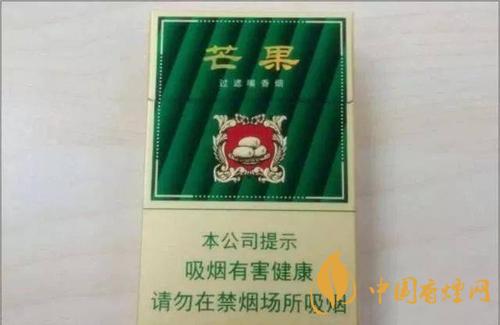 芒果
过滤嘴香烟
本公司提示
吸烟有害健康
请勿在禁烟场所吸烟
中国香烟网